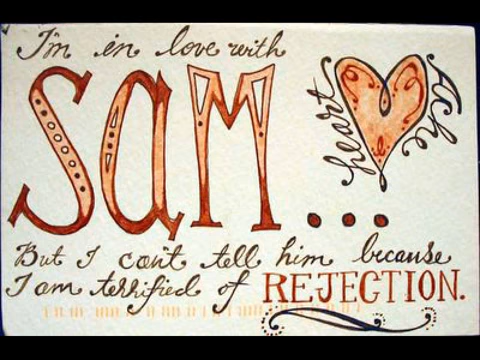 I'm in love with
SAM...
heart ache
But I can't tell him because
I am terrified of REJECTION.